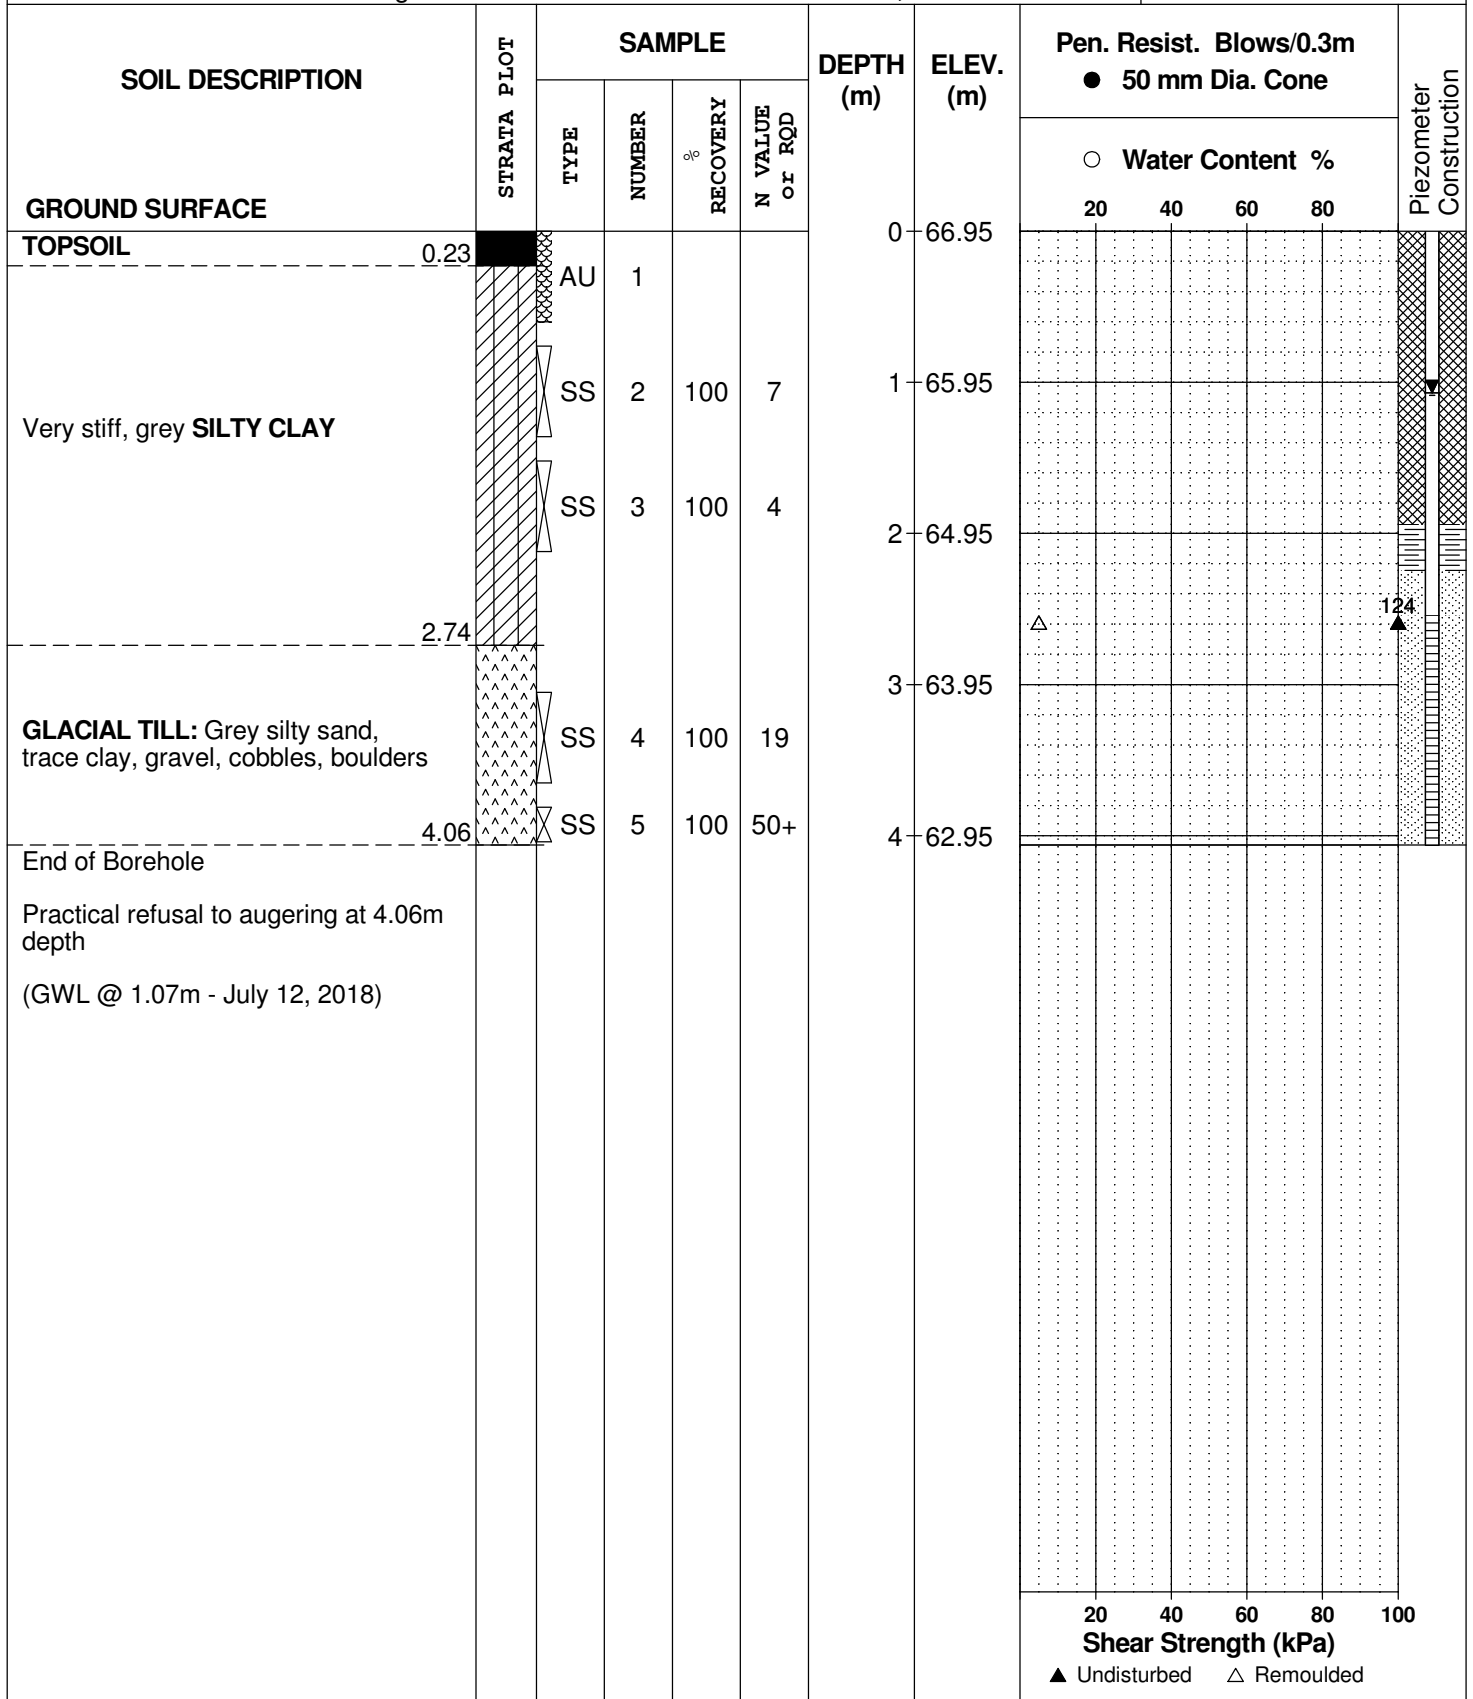 SOIL DESCRIPTION
GROUND SURFACE
STRATA PLOT
SAMPLE
TYPE
NUMBER
%
RECOVERY
N VALUE
or RQD
DEPTH
(m)
ELEV.
(m)
Pen. Resist. Blows/0.3m
● 50 mm Dia. Cone
○ Water Content %
20 40 60 80
Piezometer
Construction
TOPSOIL
0.23
AU 1
0 66.95
SS 2 100 7
1 65.95
Very stiff, grey SILTY CLAY
SS 3 100 4
2 64.95
124
2.74
3 63.95
GLACIAL TILL: Grey silty sand,
trace clay, gravel, cobbles, boulders
SS 4 100 19
4.06
SS 5 100 50+
4 62.95
End of Borehole
Practical refusal to augering at 4.06m
depth
(GWL @ 1.07m - July 12, 2018)
20 40 60 80 100
Shear Strength (kPa)
▲ Undisturbed △ Remoulded